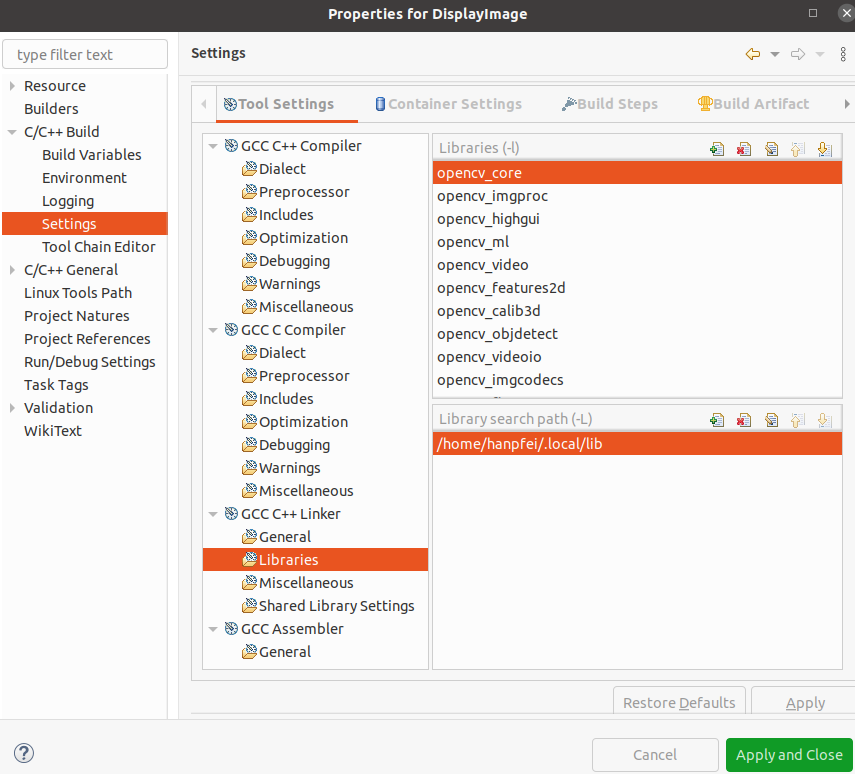 Properties for DisplayImage
type filter text
Resource
Builders
C/C++ Build
Build Variables
Environment
Logging
Settings
Tool Chain Editor
C/C++ General
Linux Tools Path
Project Natures
Project References
Run/Debug Settings
Task Tags
Validation
WikiText
Settings
Tool Settings
Container Settings
Build Steps
Build Artifact
GCC C++ Compiler
Dialect
Preprocessor
Includes
Optimization
Debugging
Warnings
Miscellaneous
GCC C Compiler
Dialect
Preprocessor
Includes
Optimization
Debugging
Warnings
Miscellaneous
GCC C++ Linker
General
Libraries
Miscellaneous
Shared Library Settings
GCC Assembler
General
Libraries (-l)
opencv_core
opencv_imgproc
opencv_highgui
opencv_ml
opencv_video
opencv_features2d
opencv_calib3d
opencv_objdetect
opencv_videoio
opencv_imgcodecs
Library search path (-L)
/home/hanpfei/.local/lib
Restore Defaults
Apply
?
Cancel
Apply and Close